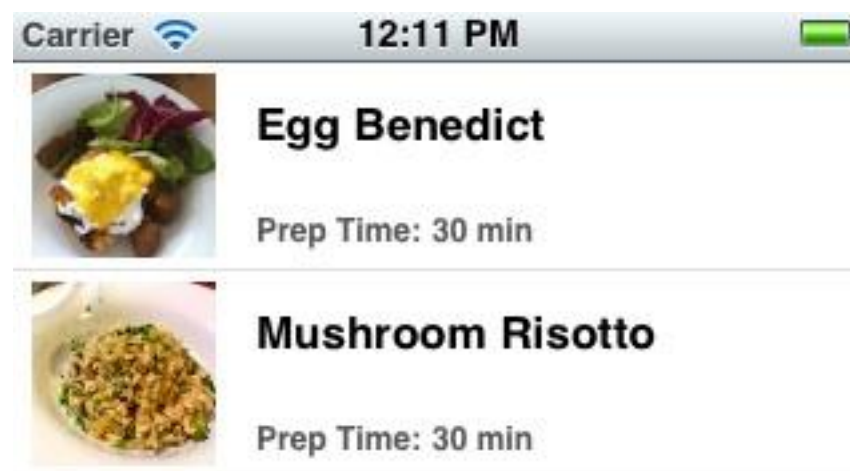 Carrier 12:11 PM
Egg Benedict
Prep Time: 30 min
Mushroom Risotto
Prep Time: 30 min